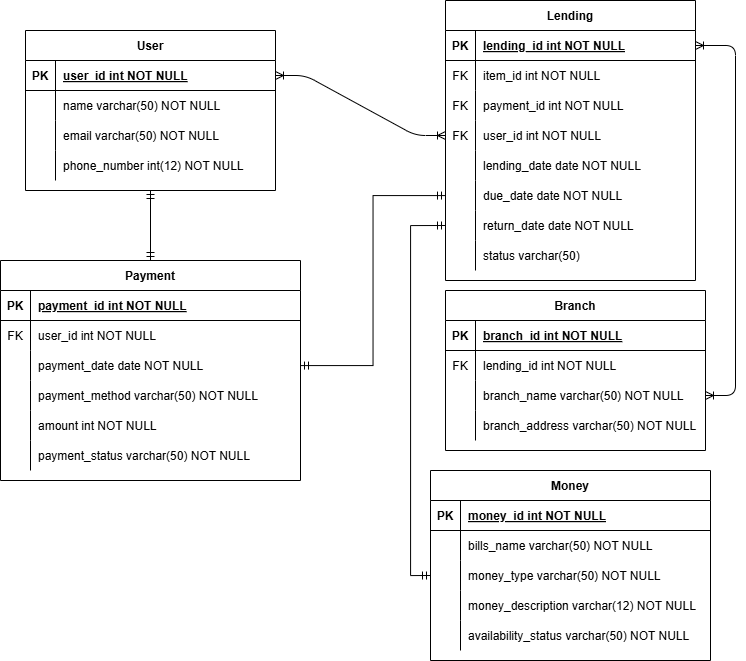 User
PK user_id int NOT NULL
name varchar(50) NOT NULL
email varchar(50) NOT NULL
phone_number int(12) NOT NULL
Lending
PK lending_id int NOT NULL
FK item_id int NOT NULL
FK payment_id int NOT NULL
FK user_id int NOT NULL
lending_date date NOT NULL
due_date date NOT NULL
return_date date NOT NULL
status varchar(50)
Payment
PK payment_id int NOT NULL
FK user_id int NOT NULL
payment_date date NOT NULL
payment_method varchar(50) NOT NULL
amount int NOT NULL
payment_status varchar(50) NOT NULL
Branch
PK branch_id int NOT NULL
FK lending_id int NOT NULL
branch_name varchar(50) NOT NULL
branch_address varchar(50) NOT NULL
Money
PK money_id int NOT NULL
bills_name varchar(50) NOT NULL
money_type varchar(50) NOT NULL
money_description varchar(12) NOT NULL
availability_status varchar(50) NOT NULL